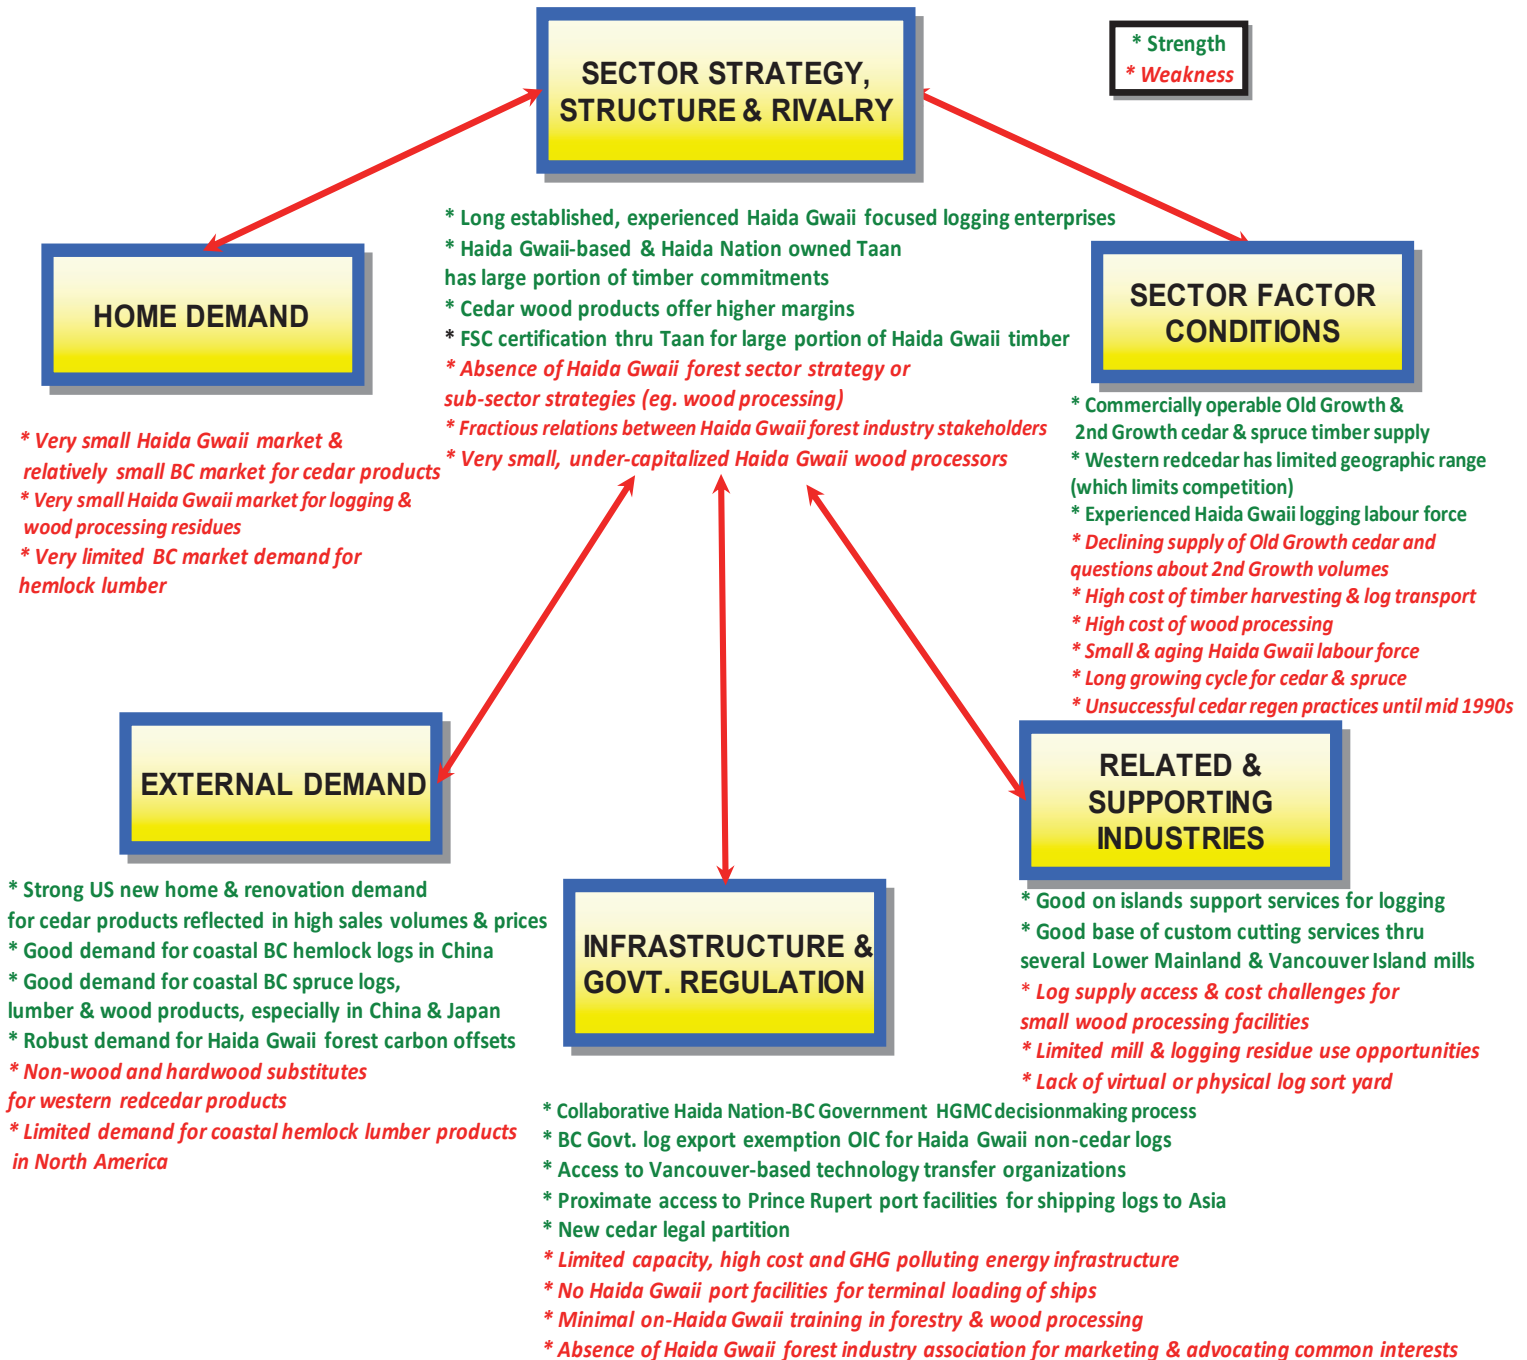 SECTOR STRATEGY,
STRUCTURE & RIVALRY
* Strength
* Weakness
* Long established, experienced Haida Gwaii focused logging enterprises
* Haida Gwaii-based & Haida Nation owned Taan
has large portion of timber commitments
* Cedar wood products offer higher margins
* FSC certification thru Taan for large portion of Haida Gwaii timber
* Absence of Haida Gwaii forest sector strategy or
sub-sector strategies (eg. wood processing)
* Fractious relations between Haida Gwaii forest industry stakeholders
* Very small, under-capitalized Haida Gwaii wood processors
HOME DEMAND
* Very small Haida Gwaii market &
relatively small BC market for cedar products
* Very small Haida Gwaii market for logging &
wood processing residues
* Very limited BC market demand for
hemlock lumber
SECTOR FACTOR
CONDITIONS
* Commercially operable Old Growth &
2nd Growth cedar & spruce timber supply
* Western redcedar has limited geographic range
(which limits competition)
* Experienced Haida Gwaii logging labour force
* Declining supply of Old Growth cedar and
questions about 2nd Growth volumes
* High cost of timber harvesting & log transport
* High cost of wood processing
* Small & aging Haida Gwaii labour force
* Long growing cycle for cedar & spruce
* Unsuccessful cedar regen practices until mid 1990s
EXTERNAL DEMAND
* Strong US new home & renovation demand
for cedar products reflected in high sales volumes & prices
* Good demand for coastal BC hemlock logs in China
* Good demand for coastal BC spruce logs,
lumber & wood products, especially in China & Japan
* Robust demand for Haida Gwaii forest carbon offsets
* Non-wood and hardwood substitutes
for western redcedar products
* Limited demand for coastal hemlock lumber products
in North America
INFRASTRUCTURE &
GOVT. REGULATION
* Collaborative Haida Nation-BC Government HGMC decisionmaking process
* BC Govt. log export exemption OIC for Haida Gwaii non-cedar logs
* Access to Vancouver-based technology transfer organizations
* Proximate access to Prince Rupert port facilities for shipping logs to Asia
* New cedar legal partition
* Limited capacity, high cost and GHG polluting energy infrastructure
* No Haida Gwaii port facilities for terminal loading of ships
* Minimal on-Haida Gwaii training in forestry & wood processing
* Absence of Haida Gwaii forest industry association for marketing & advocating common interests
RELATED &
SUPPORTING
INDUSTRIES
* Good on islands support services for logging
* Good base of custom cutting services thru
several Lower Mainland & Vancouver Island mills
* Log supply access & cost challenges for
small wood processing facilities
* Limited mill & logging residue use opportunities
* Lack of virtual or physical log sort yard